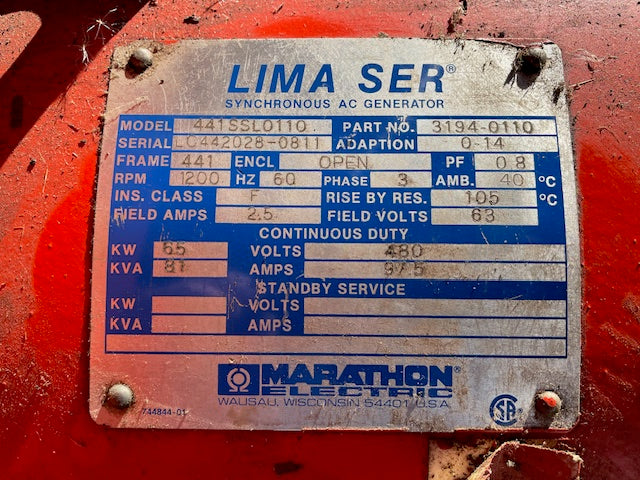 LIMA SER®
SYNCHRONOUS AC GENERATOR
MODEL 441SSL0110 PART NO. 3194-0110
SERIAL LC442028-0811 ADAPTION 0-14
FRAME 441 ENCL OPEN PF 0.8
RPM 1200 HZ 60 PHASE 3 AMB. 40 °C
INS. CLASS F RISE BY RES. 105 °C
FIELD AMPS 2.5 FIELD VOLTS 63
CONTINUOUS DUTY
KW 65 VOLTS 480
KVA 81 AMPS 97.5
STANDBY SERVICE
KW VOLTS
KVA AMPS
MARATHON®
ELECTRIC
WAUSAU, WISCONSIN 54401 U.S.A.
744844-01 SA